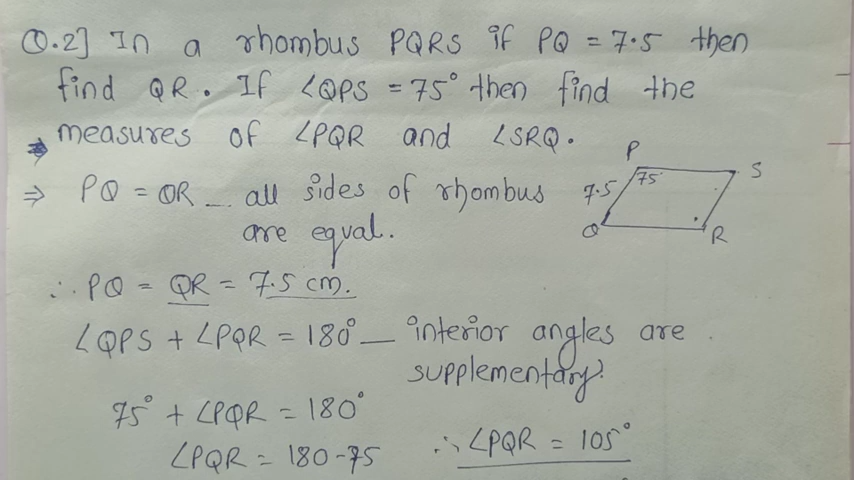 Q.2] In a rhombus PQRS if PQ = 7.5 then
find QR. If ∠QPS = 75° then find the
measures of ∠PQR and ∠SRQ.
⇒ PQ = QR _ all sides of rhombus
are equal.
P
S
75
7.5
Q
R
∴ PQ = QR = 7.5 cm.
∠QPS + ∠PQR = 180° _ interior angles are
supplementary.
75° + ∠PQR = 180°
∠PQR = 180-75 ∴ ∠PQR = 105°